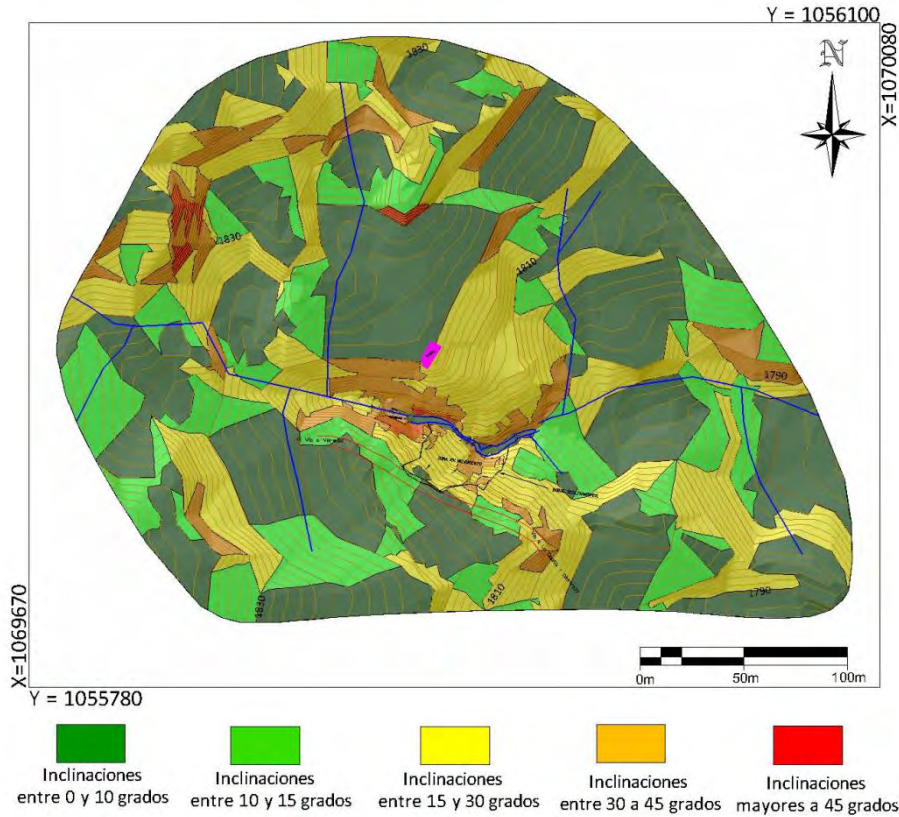 Y = 1056100
X=1070080
N
1830
1830
1810
1790
1830
1810
1790
X=1069670
Y = 1055780
0m 50m 100m
Inclinaciones
entre 0 y 10 grados
Inclinaciones
entre 10 y 15 grados
Inclinaciones
entre 15 y 30 grados
Inclinaciones
entre 30 a 45 grados
Inclinaciones
mayores a 45 grados